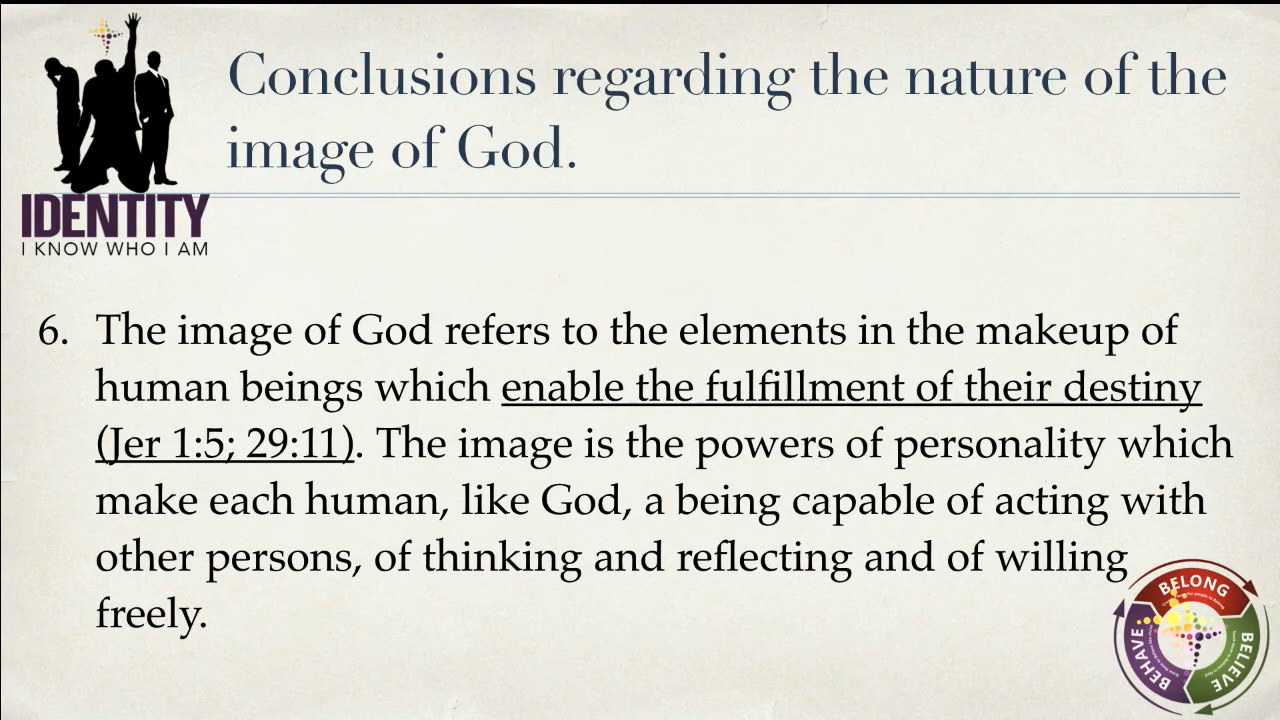 Conclusions regarding the nature of the
image of God.
IDENTITY
I KNOW WHO I AM
6. The image of God refers to the elements in the makeup of
human beings which enable the fulfillment of their destiny
(Jer 1:5; 29:11). The image is the powers of personality which
make each human, like God, a being capable of acting with
other persons, of thinking and reflecting and of willing
freely.
BELONG
BEHAVE
BELIEVE